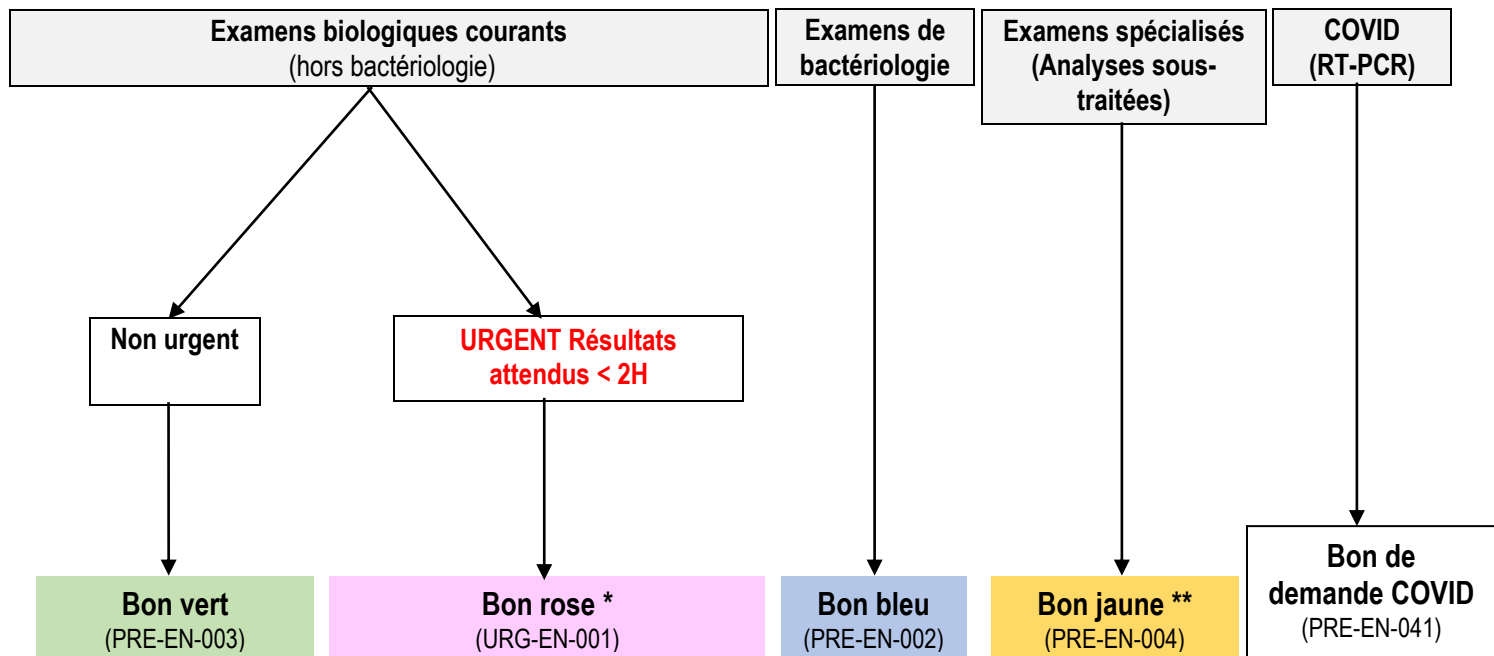 Examens biologiques courants
(hors bactériologie)
Examens de
bactériologie
Examens spécialisés
(Analyses sous-
traitées)
COVID
(RT-PCR)
Non urgent
URGENT Résultats
attendus < 2H
Bon vert
(PRE-EN-003)
Bon rose *
(URG-EN-001)
Bon bleu
(PRE-EN-002)
Bon jaune **
(PRE-EN-004)
Bon de
demande COVID
(PRE-EN-041)